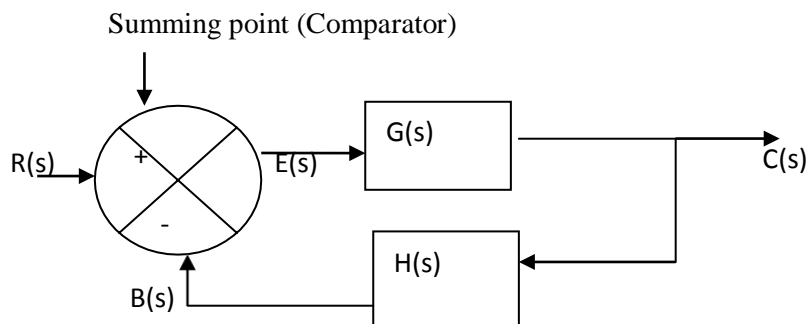 Summing point (Comparator)
G(s)
+
R(s)
E(s)
C(s)
-
H(s)
B(s)